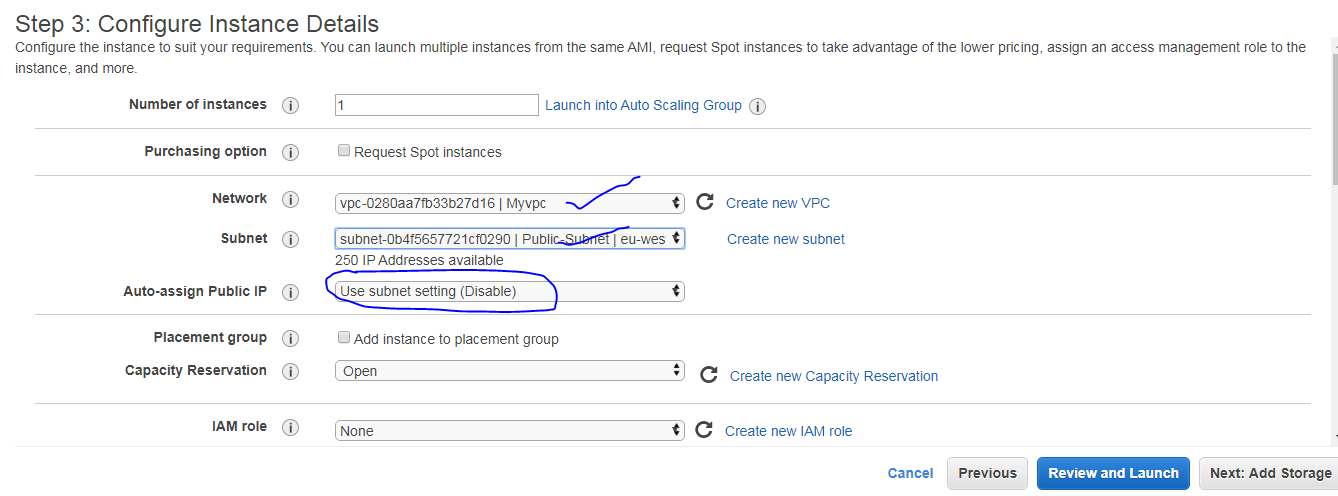 Step 3: Configure Instance Details
Configure the instance to suit your requirements. You can launch multiple instances from the same AMI, request Spot instances to take advantage of the lower pricing, assign an access management role to the
instance, and more.
Number of instances i 1 Launch into Auto Scaling Group i
Purchasing option i Request Spot instances
Network i vpc-0280aa7fb33b27d16 | Myvpc Create new VPC
Subnet i subnet-0b4f5657721cf0290 | Public-Subnet | eu-wes Create new subnet
250 IP Addresses available
Auto-assign Public IP i Use subnet setting (Disable)
Placement group i Add instance to placement group
Capacity Reservation i Open Create new Capacity Reservation
IAM role i None Create new IAM role
Cancel Previous Review and Launch Next: Add Storage